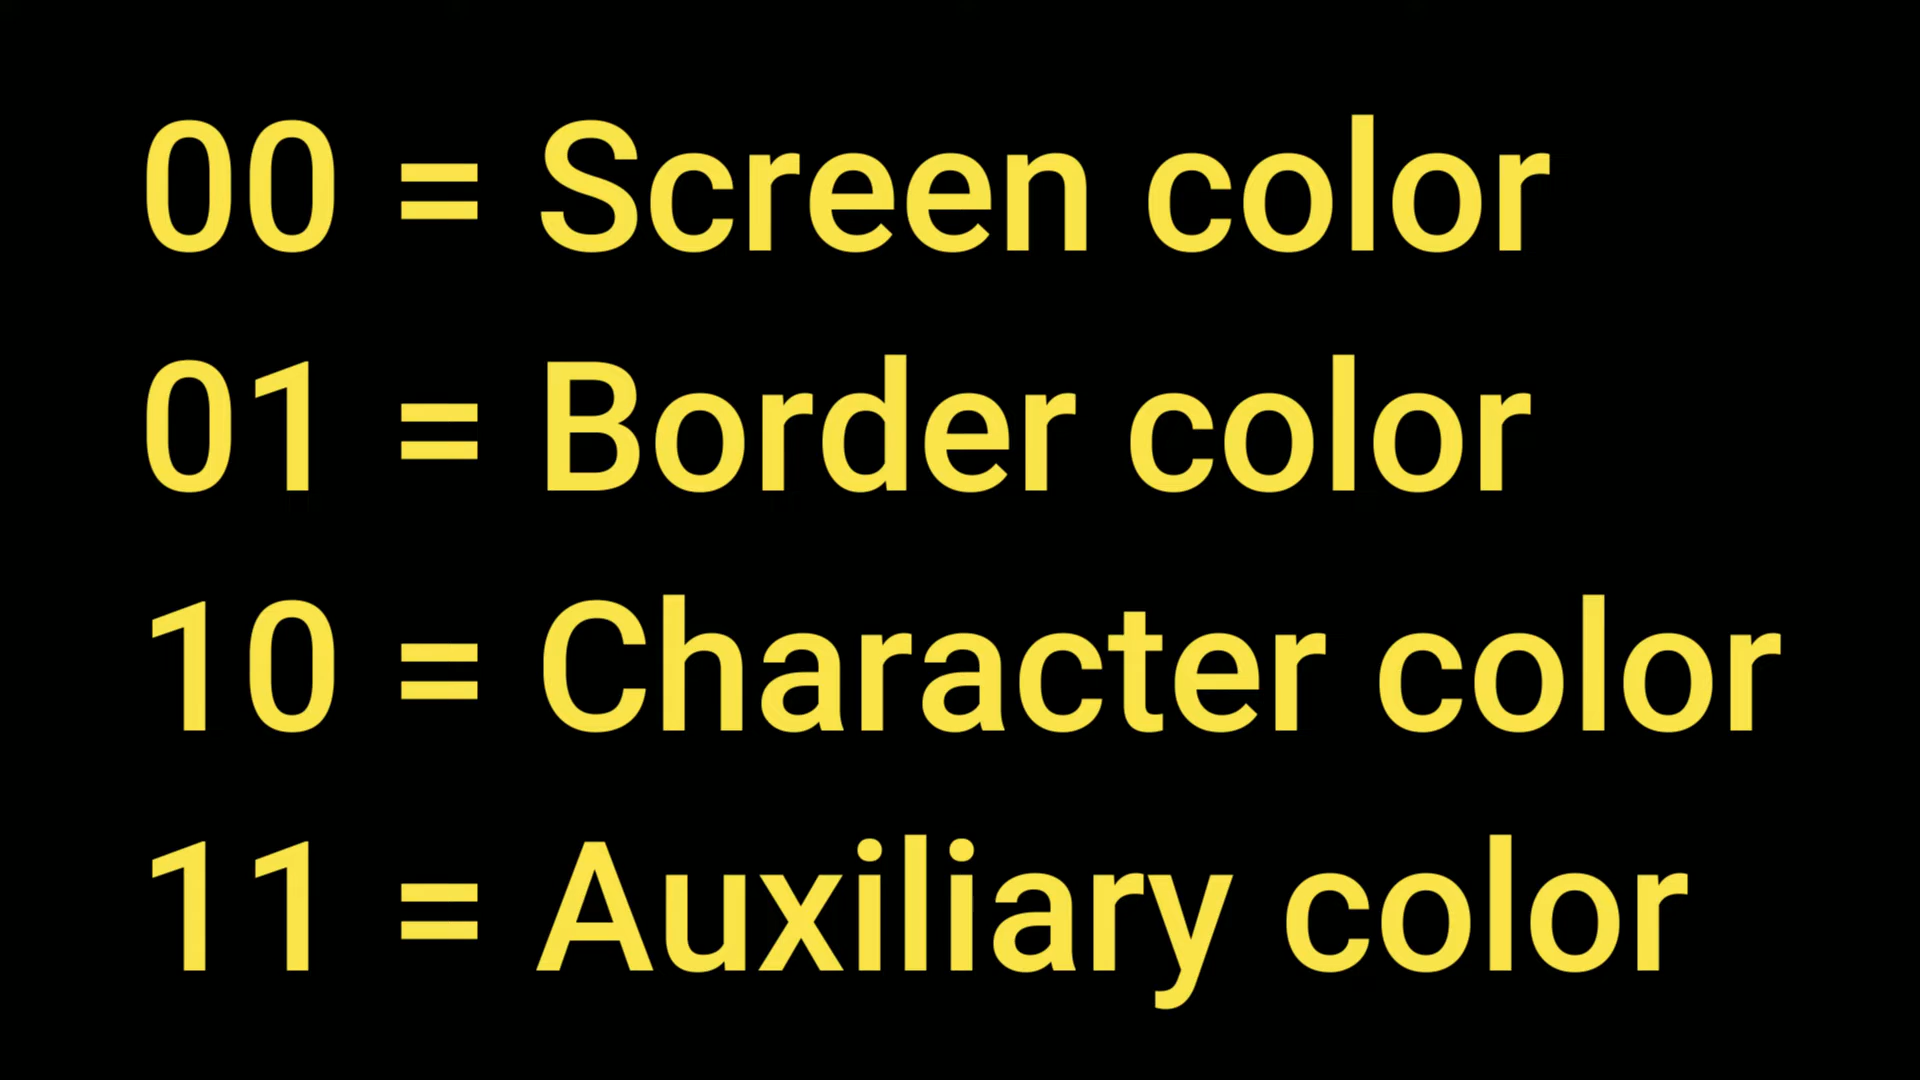 00 = Screen color
01 = Border color
10 = Character color
11 = Auxiliary color